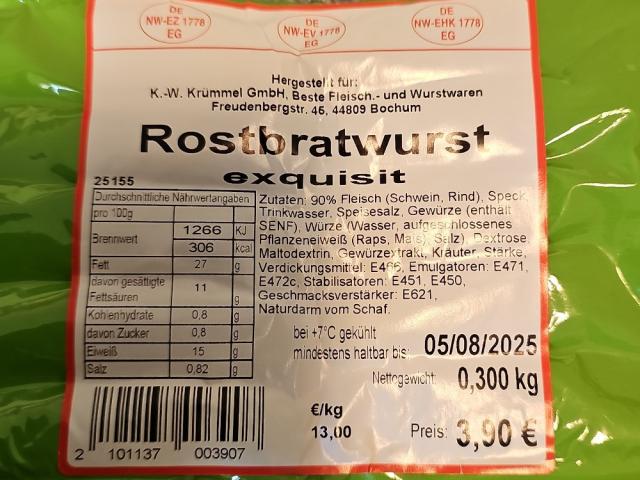 DE
NW-EZ 1778
EG
DE
NW-EV 1778
EG
DE
NW-EHK 1778
EG
Hergestellt für:
K.-W. Krümmel GmbH, Beste Fleisch.- und Wurstwaren
Freudenbergstr. 45, 44809 Bochum
Rostbratwurst
exquisit
25155
Durchschnittliche Nährwertangaben
pro 100g
Brennwert 1266 KJ
306 kcal
Fett 27 g
davon gesättigte
Fettsäuren 11 g
Kohlenhydrate 0,8 g
davon Zucker 0,8 g
Eiweiß 15 g
Salz 0,82 g
Zutaten: 90% Fleisch (Schwein, Rind), Speck,
Trinkwasser, Speisesalz, Gewürze (enthält
SENF), Würze (Wasser, aufgeschlossenes
Pflanzeneiweiß (Raps, Mais), Salz), Dextrose,
Maltodextrin, Gewürzextrakt, Kräuter, Stärke,
Verdickungsmittel: E466, Emulgatoren: E471,
E472c, Stabilisatoren: E451, E450,
Geschmacksverstärker: E621,
Naturdarm vom Schaf.
bei +7°C gekühlt
mindestens haltbar bis: 05/08/2025
Nettogewicht: 0,300 kg
€/kg
13,00
Preis: 3,90 €
2 101137 003907